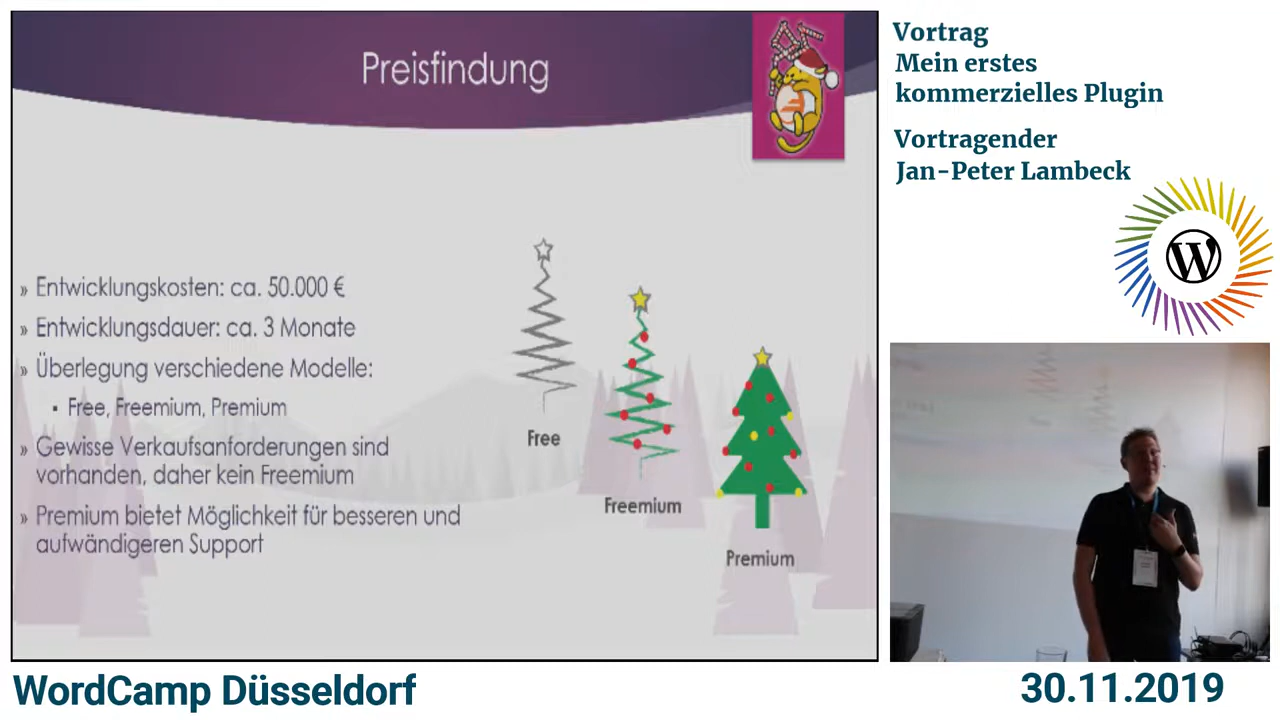 Preisfindung
» Entwicklungskosten: ca. 50.000 €
» Entwicklungsdauer: ca. 3 Monate
» Überlegung verschiedene Modelle:
▪ Free, Freemium, Premium
» Gewisse Verkaufsanforderungen sind
vorhanden, daher kein Freemium
» Premium bietet Möglichkeit für besseren und
aufwändigeren Support
Free
Freemium
Premium
Vortrag
Mein erstes
kommerzielles Plugin
Vortragender
Jan-Peter Lambeck
W
WordCamp Düsseldorf
30.11.2019